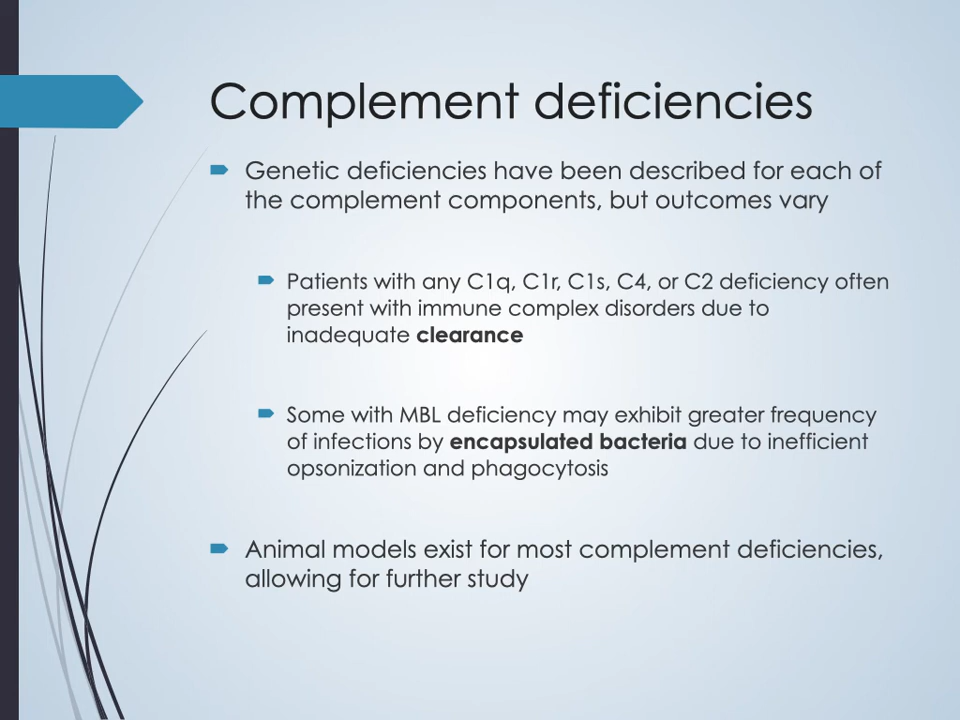 Complement deficiencies
Genetic deficiencies have been described for each of
the complement components, but outcomes vary
Patients with any C1q, C1r, C1s, C4, or C2 deficiency often
present with immune complex disorders due to
inadequate clearance
Some with MBL deficiency may exhibit greater frequency
of infections by encapsulated bacteria due to inefficient
opsonization and phagocytosis
Animal models exist for most complement deficiencies,
allowing for further study